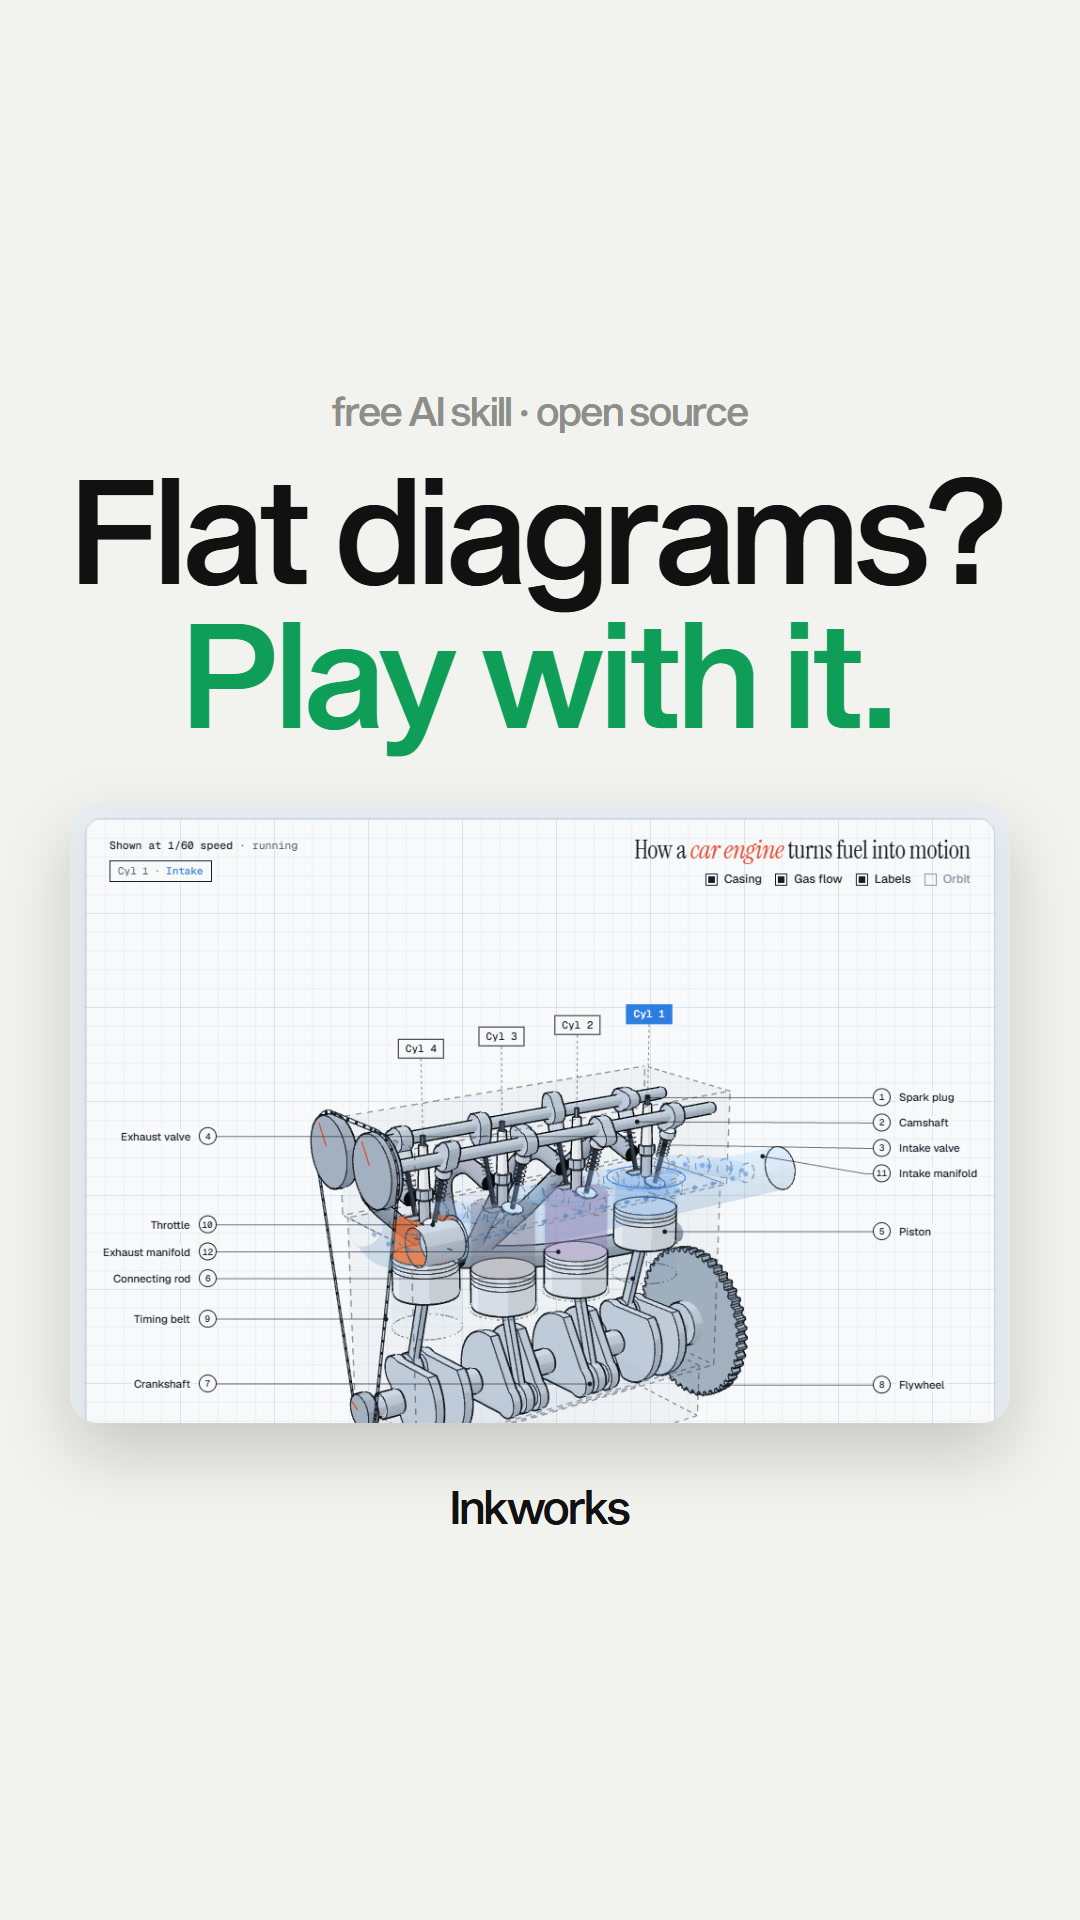 free AI skill · open source
Flat diagrams?
Play with it.
Shown at 1/60 speed · running
Cyl 1 · Intake
How a car engine turns fuel into motion
Casing Gas flow Labels Orbit
Cyl 1
Cyl 2
Cyl 3
Cyl 4
1 Spark plug
2 Camshaft
3 Intake valve
11 Intake manifold
5 Piston
8 Flywheel
Exhaust valve 4
Throttle 10
Exhaust manifold 12
Connecting rod 6
Timing belt 9
Crankshaft 7
Inkworks